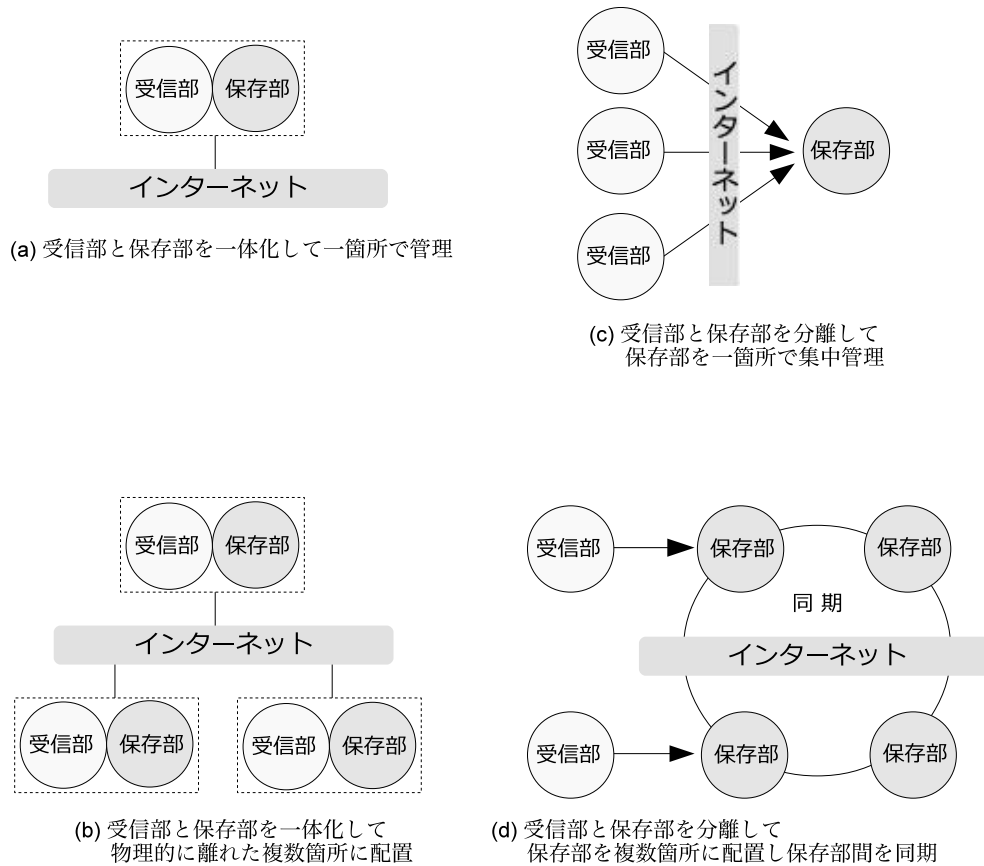 受信部
保存部
インターネット
(a) 受信部と保存部を一体化して一箇所で管理
受信部
受信部
受信部
インターネット
保存部
(c) 受信部と保存部を分離して
保存部を一箇所で集中管理
受信部
保存部
インターネット
受信部
保存部
受信部
保存部
(b) 受信部と保存部を一体化して
物理的に離れた複数箇所に配置
受信部
保存部
保存部
同 期
インターネット
受信部
保存部
保存部
(d) 受信部と保存部を分離して
保存部を複数箇所に配置し保存部間を同期